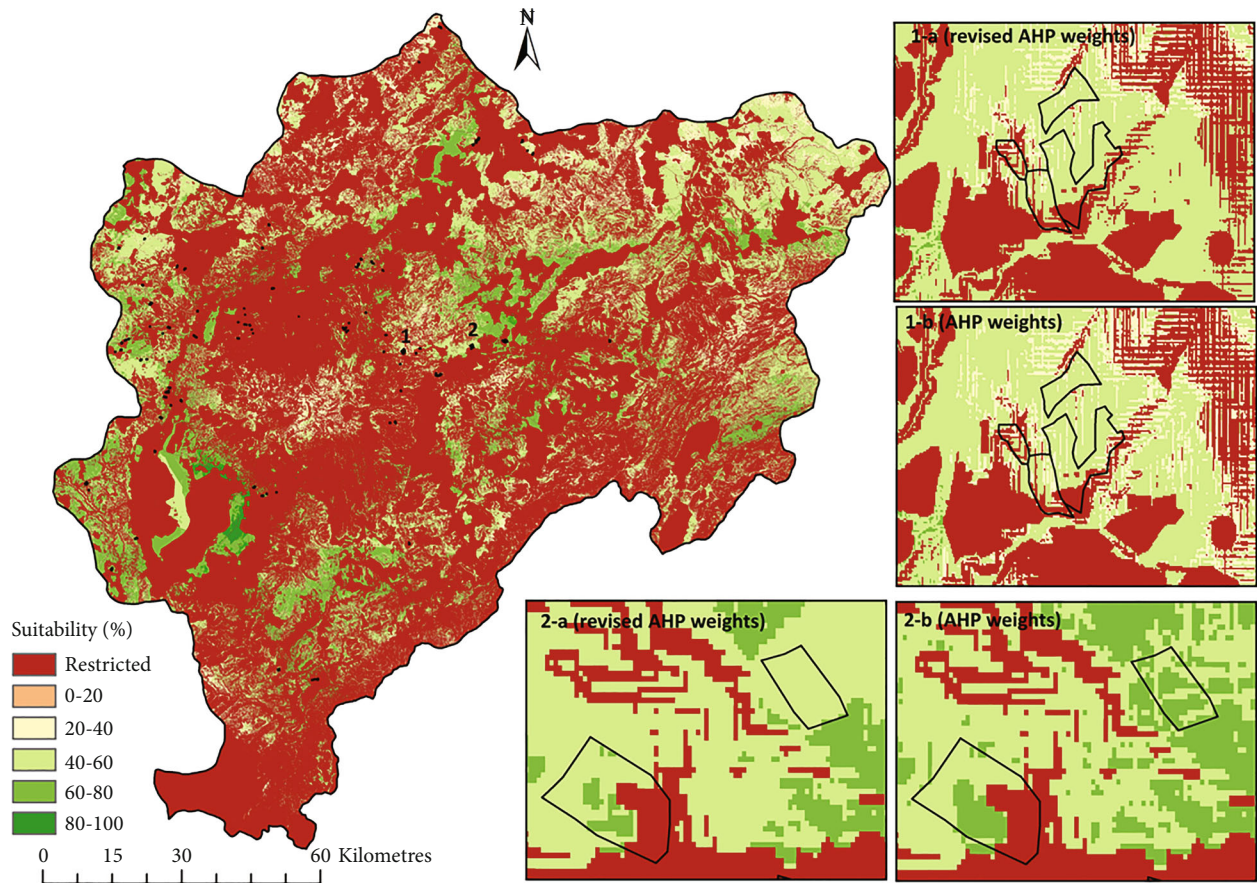 N
1-a (revised AHP weights)
1
2
1-b (AHP weights)
2-a (revised AHP weights)
2-b (AHP weights)
Suitability (%)
Restricted
0-20
20-40
40-60
60-80
80-100
0 15 30 60 Kilometres